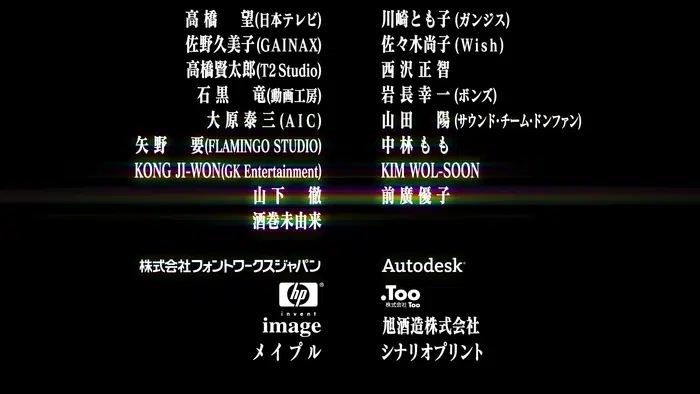 高橋　望(日本テレビ)　川崎とも子(ガンジス)
佐野久美子(GAINAX)　佐々木尚子(Wish)
高橋賢太郎(T2 Studio)　西沢正智
石黒　竜(動画工房)　岩長幸一(ボンズ)
大原泰三(AIC)　山田　陽(サウンド・チーム・ドンファン)
矢野　要(FLAMINGO STUDIO)　中林もも
KONG JI-WON(GK Entertainment)　KIM WOL-SOON
山下　徹　前廣優子
酒巻未由来
株式会社フォントワークスジャパン　Autodesk
hp invent　.Too 株式会社Too
image　旭酒造株式会社
メイプル　シナリオプリント